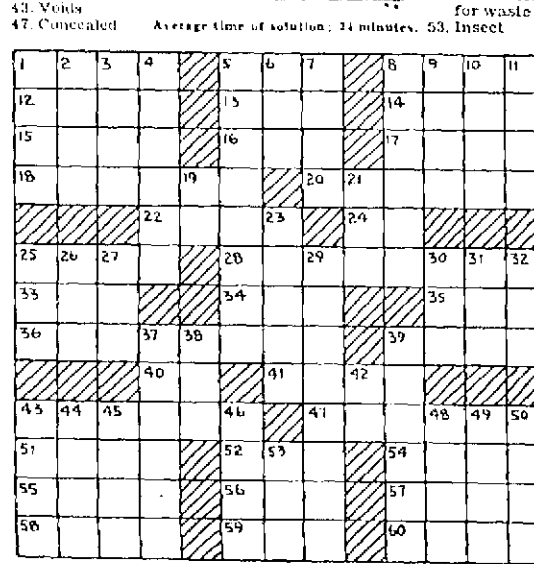 43. Voids
for waste
47. Concealed Average time of solution: 24 minutes. 53. Insect
1 2 3 4 5 6 7 8 9 10 11
12 13 14
15 16 17
18 19 20 21
22 23 24
25 26 27 28 29 30 31 32
33 34 35
36 37 38 39
40 41 42
43 44 45 46 47 48 49 50
51 52 53 54
55 56 57
58 59 60